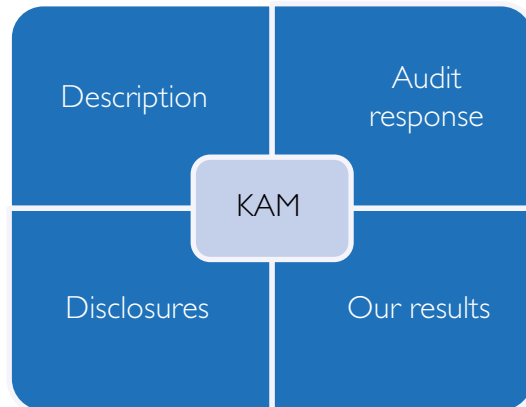 Description
Audit
response
KAM
Disclosures
Our results